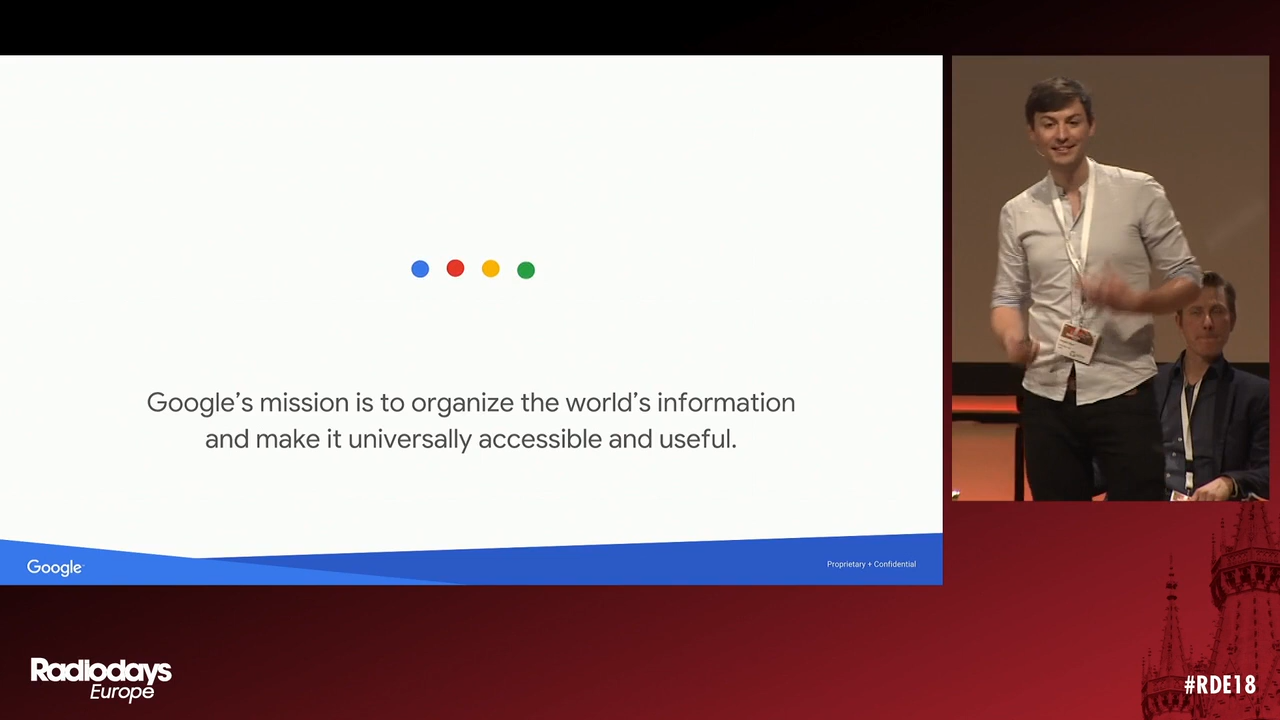 Google's mission is to organize the world's information
and make it universally accessible and useful.
Google
Proprietary + Confidential
Radiodays
Europe
#RDE18